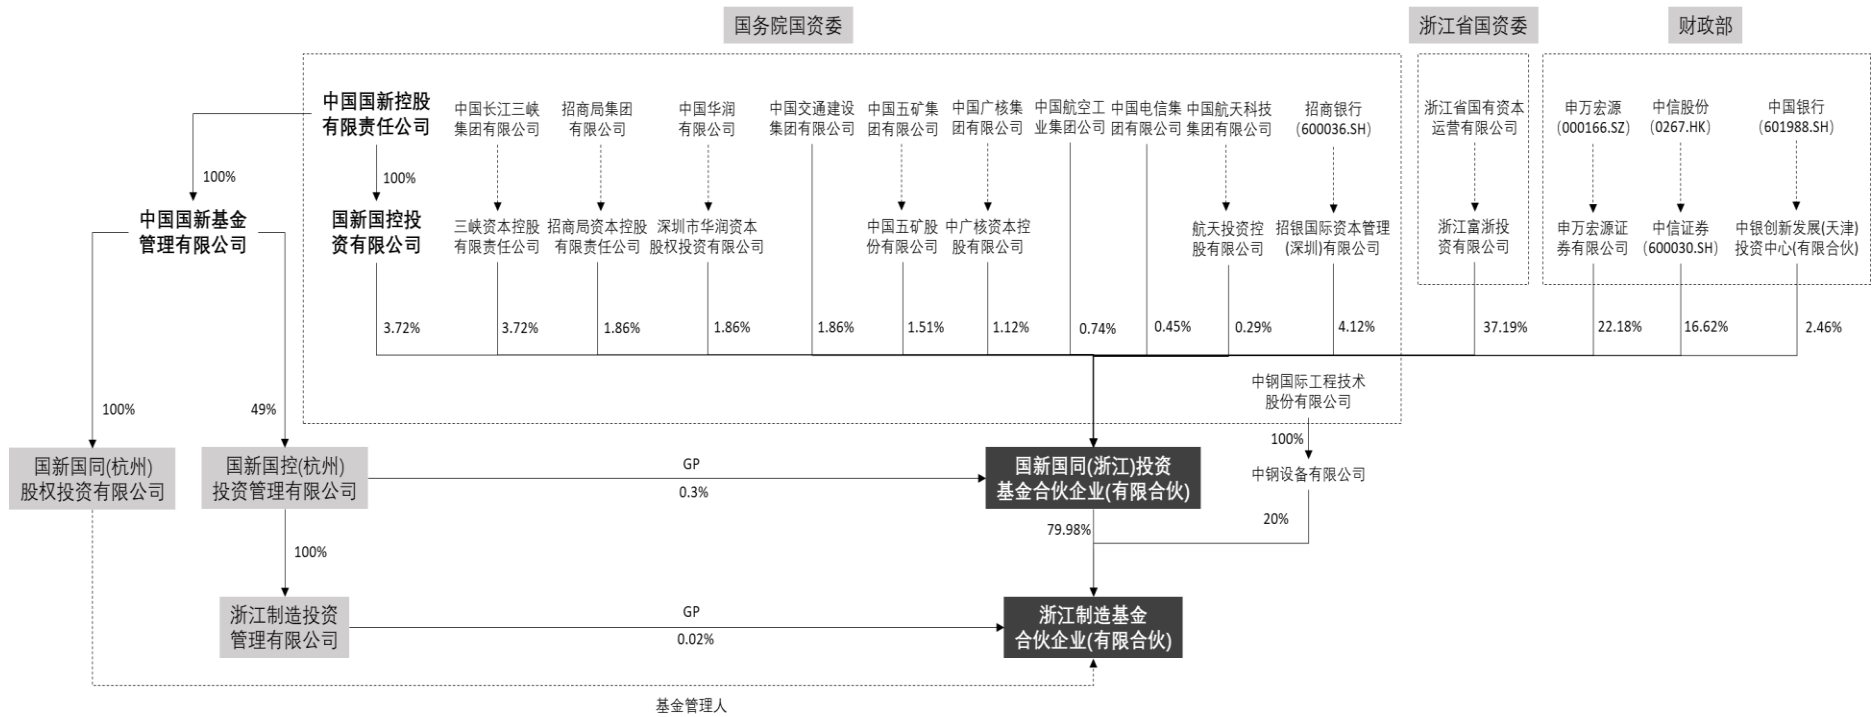 国务院国资委
浙江省国资委
财政部
中国国新控股
有限责任公司
中国长江三峡
集团有限公司
招商局集团
有限公司
中国华润
有限公司
中国交通建设
集团有限公司
中国五矿集
团有限公司
中国广核集
团有限公司
中国航空工
业集团公司
中国电信集
团有限公司
中国航天科技
集团有限公司
招商银行
(600036.SH)
浙江省国有资本
运营有限公司
申万宏源
(000166.SZ)
中信股份
(0267.HK)
中国银行
(601988.SH)
100%
100%
中国国新基金
管理有限公司
国新国控投
资有限公司
三峡资本控股
有限责任公司
招商局资本控股
有限责任公司
深圳市华润资本
股权投资有限公司
中国五矿股
份有限公司
中广核资本控
股有限公司
航天投资控
股有限公司
招银国际资本管理
(深圳)有限公司
浙江富浙投
资有限公司
申万宏源证
券有限公司
中信证券
(600030.SH)
中银创新发展(天津)
投资中心(有限合伙)
3.72%
3.72%
1.86%
1.86%
1.86%
1.51%
1.12%
0.74%
0.45%
0.29%
4.12%
37.19%
22.18%
16.62%
2.46%
中钢国际工程技术
股份有限公司
100%
49%
100%
国新国同(杭州)
股权投资有限公司
国新国控(杭州)
投资管理有限公司
GP
0.3%
国新国同(浙江)投资
基金合伙企业(有限合伙)
中钢设备有限公司
79.98%
20%
100%
浙江制造投资
管理有限公司
GP
0.02%
浙江制造基金
合伙企业(有限合伙)
基金管理人